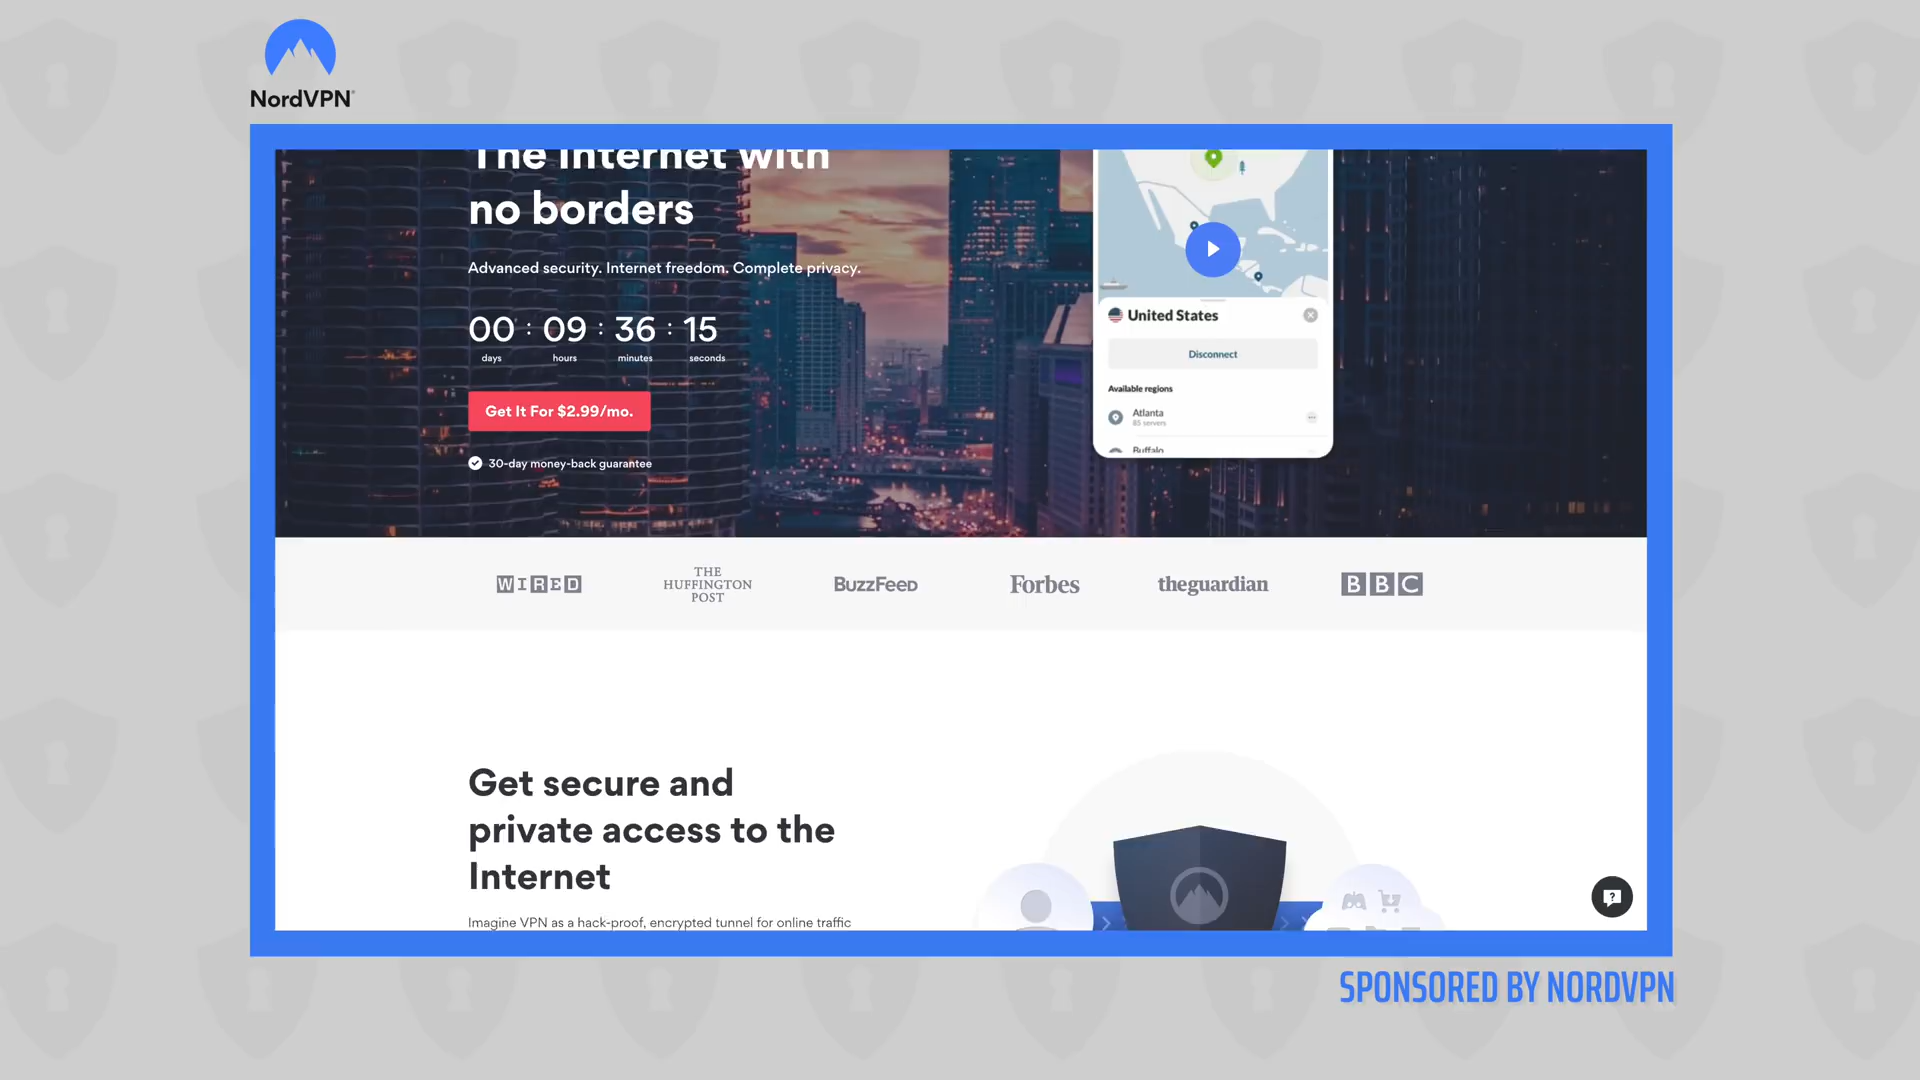 NordVPN®
The Internet with
no borders
Advanced security. Internet freedom. Complete privacy.
00 : 09 : 36 : 15
days hours minutes seconds
Get It For $2.99/mo.
30-day money-back guarantee
United States
Disconnect
Available regions
Atlanta
85 servers
Buffalo
WIRED
THE
HUFFINGTON
POST
BuzzFeed
Forbes
theguardian
BBC
Get secure and
private access to the
Internet
Imagine VPN as a hack-proof, encrypted tunnel for online traffic
SPONSORED BY NORDVPN